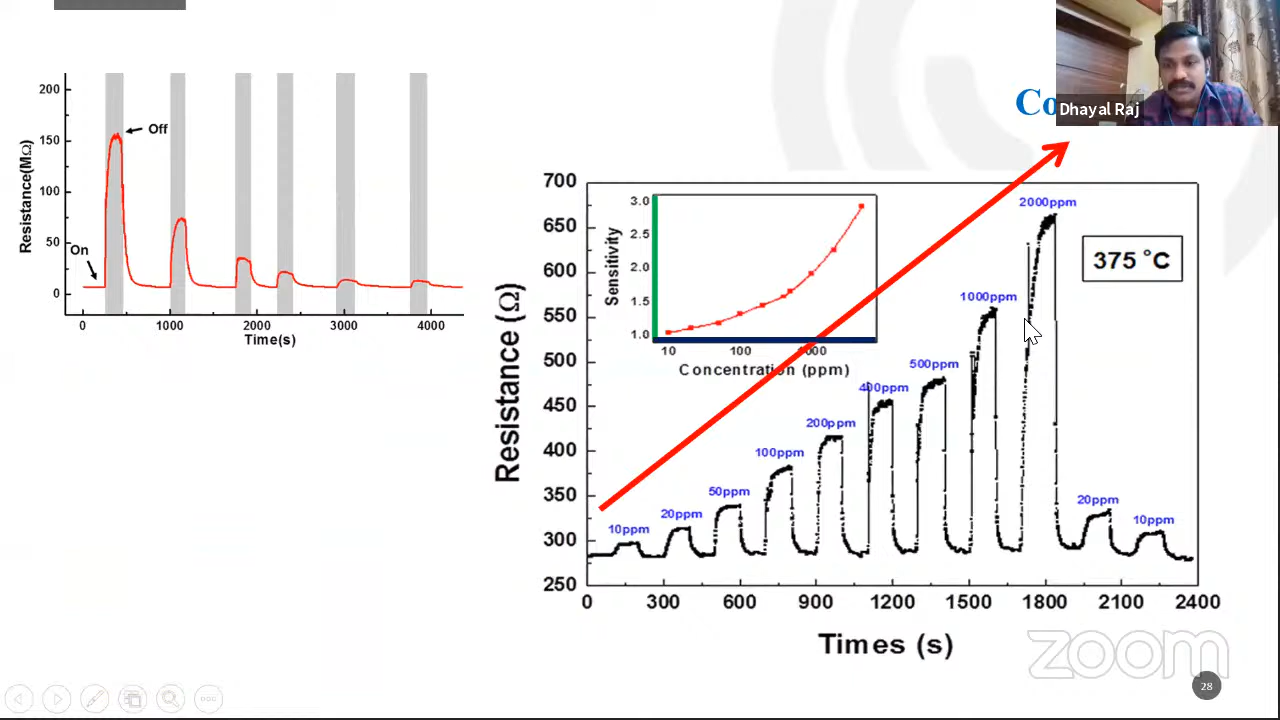 Co
Dhayal Raj
200
150
100
50
0
Resistance(MΩ)
On
Off
0
1000
2000
3000
4000
Time(s)
700
650
600
550
500
450
400
350
300
250
Resistance (Ω)
3.0
2.5
2.0
1.5
1.0
Sensitivity
10
100
Concentration (ppm)
375 °C
10ppm
20ppm
50ppm
100ppm
200ppm
400ppm
500ppm
1000ppm
2000ppm
20ppm
10ppm
0
300
600
900
1200
1500
1800
2100
2400
Times (s)
zoom
28